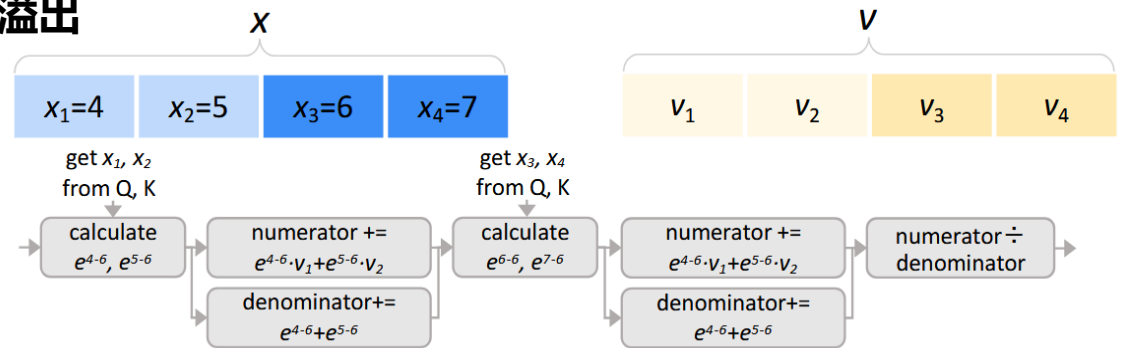 溢出
X
V
x₁=4 x₂=5 x₃=6 x₄=7
v₁ v₂ v₃ v₄
get x₁, x₂
from Q, K
get x₃, x₄
from Q, K
calculate
e⁴⁻⁶, e⁵⁻⁶
numerator +=
e⁴⁻⁶·v₁+e⁵⁻⁶·v₂
denominator+=
e⁴⁻⁶+e⁵⁻⁶
calculate
e⁶⁻⁶, e⁷⁻⁶
numerator +=
e⁴⁻⁶·v₁+e⁵⁻⁶·v₂
denominator+=
e⁴⁻⁶+e⁵⁻⁶
numerator÷
denominator